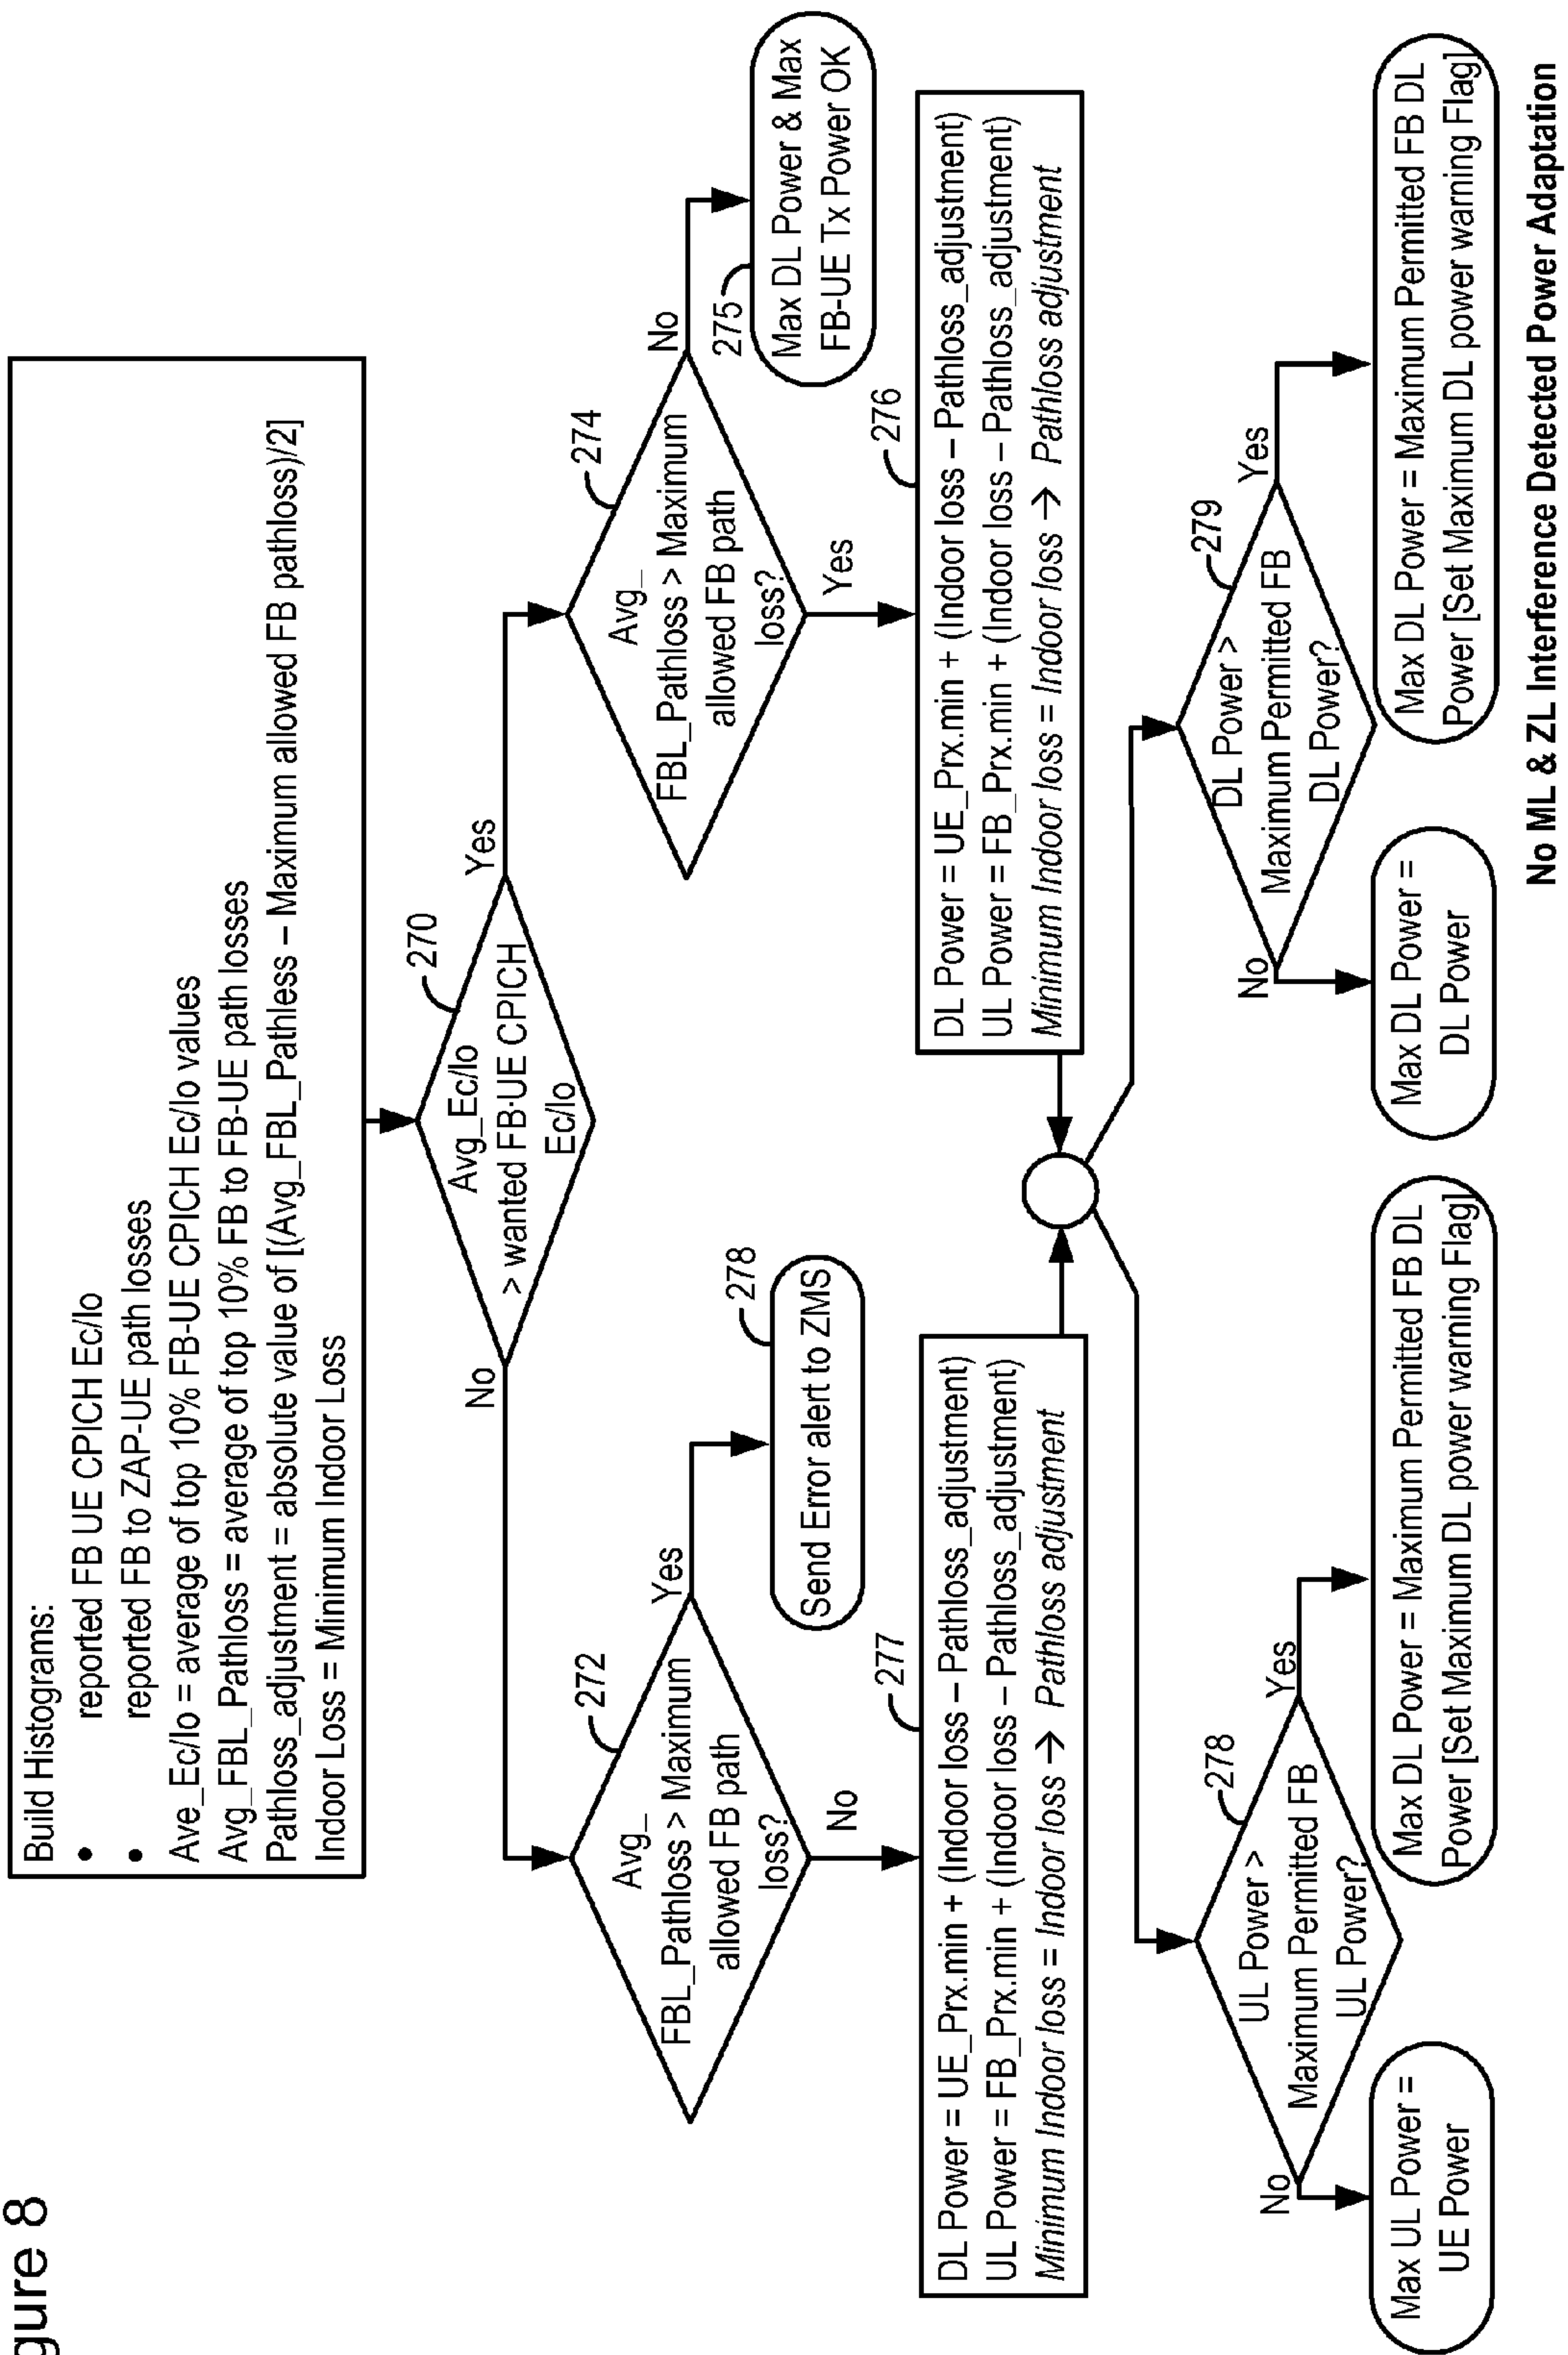 gure 8
Build Histograms:
• reported FB UE CPICH Ec/Io
• reported FB to ZAP-UE path losses
Ave_Ec/Io = average of top 10% FB-UE CPICH Ec/Io values
Avg_FBL_Pathloss = average of top 10% FB to FB-UE path losses
Pathloss_adjustment = absolute value of [(Avg_FBL_Pathless – Maximum allowed FB pathloss)/2]
Indoor Loss = Minimum Indoor Loss
270
Avg_Ec/Io
> wanted FB-UE CPICH
Ec/Io
No
Yes
272
Avg_
FBL_Pathloss > Maximum
allowed FB path
loss?
Yes
No
278
Send Error alert to ZMS
274
Avg_
FBL_Pathloss > Maximum
allowed FB path
loss?
No
Yes
275
Max DL Power & Max
FB-UE Tx Power OK
277
DL Power = UE_Prx.min + (Indoor loss – Pathloss_adjustment)
UL Power = FB_Prx.min + ((Indoor loss – Pathloss_adjustment)
Minimum Indoor loss = Indoor loss → Pathloss adjustment
276
DL Power = UE_Prx.min + (Indoor loss – Pathloss_adjustment)
UL Power = FB_Prx.min + ((Indoor loss – Pathloss_adjustment)
Minimum Indoor loss = Indoor loss → Pathloss adjustment
278
UL Power >
Maximum Permitted FB
UL Power?
No
Yes
Max UL Power =
UE Power
Max DL Power = Maximum Permitted FB DL
Power [Set Maximum DL power warning Flag]
279
DL Power >
Maximum Permitted FB
DL Power?
No
Yes
Max DL Power =
DL Power
Max DL Power = Maximum Permitted FB DL
Power [Set Maximum DL power warning Flag]
No ML & ZL Interference Detected Power Adaptation